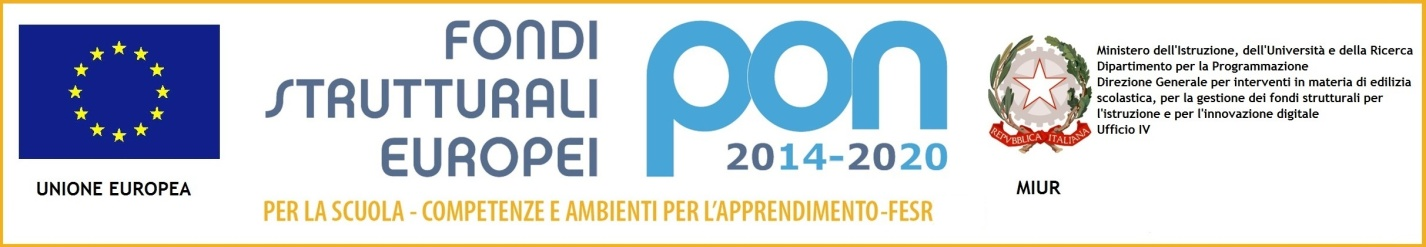 UNIONE EUROPEA
FONDI
STRUTTURALI
EUROPEI
pon
2014-2020
PER LA SCUOLA - COMPETENZE E AMBIENTI PER L'APPRENDIMENTO-FESR
REPVBBLICA ITALIANA
MIUR
Ministero dell'Istruzione, dell'Università e della Ricerca
Dipartimento per la Programmazione
Direzione Generale per interventi in materia di edilizia
scolastica, per la gestione dei fondi strutturali per
l'istruzione e per l'innovazione digitale
Ufficio IV